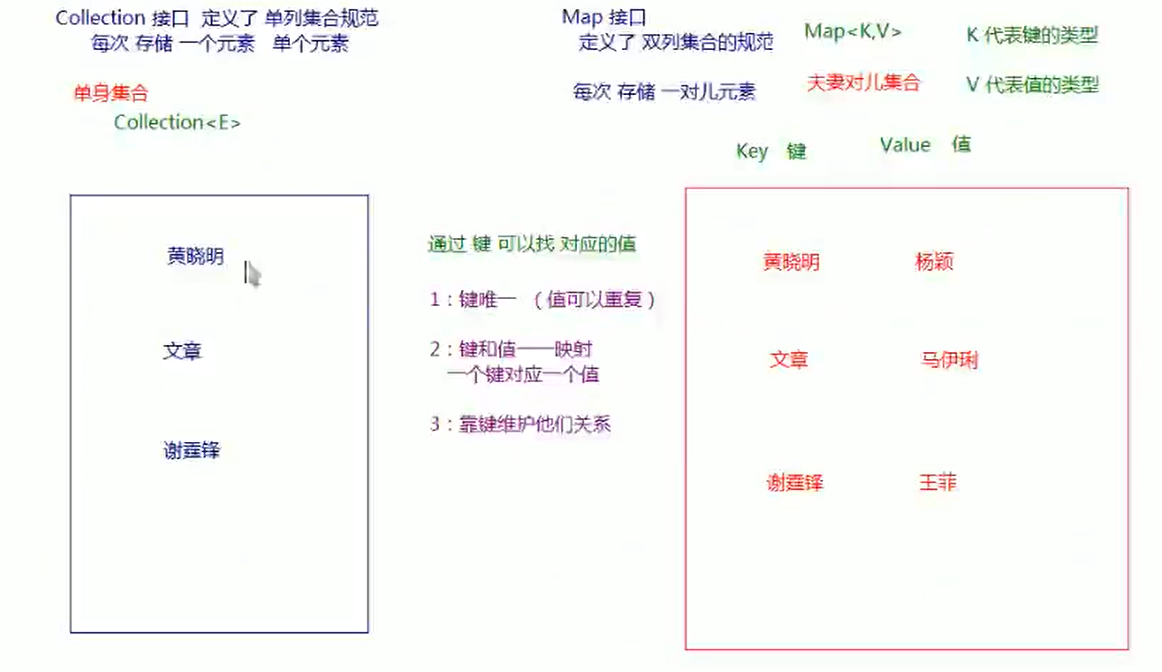 Collection 接口 定义了 单列集合规范
每次 存储 一个元素 单个元素
单身集合
Collection<E>
黄晓明
文章
谢霆锋
Map 接口
定义了 双列集合的规范
每次 存储 一对儿元素
Map<K,V>
夫妻对儿集合
K 代表键的类型
V 代表值的类型
Key 键
Value 值
通过 键 可以找 对应的值
1：键唯一 （值可以重复）
2：键和值——映射
一个键对应一个值
3：靠键维护他们关系
黄晓明 杨颖
文章 马伊琍
谢霆锋 王菲